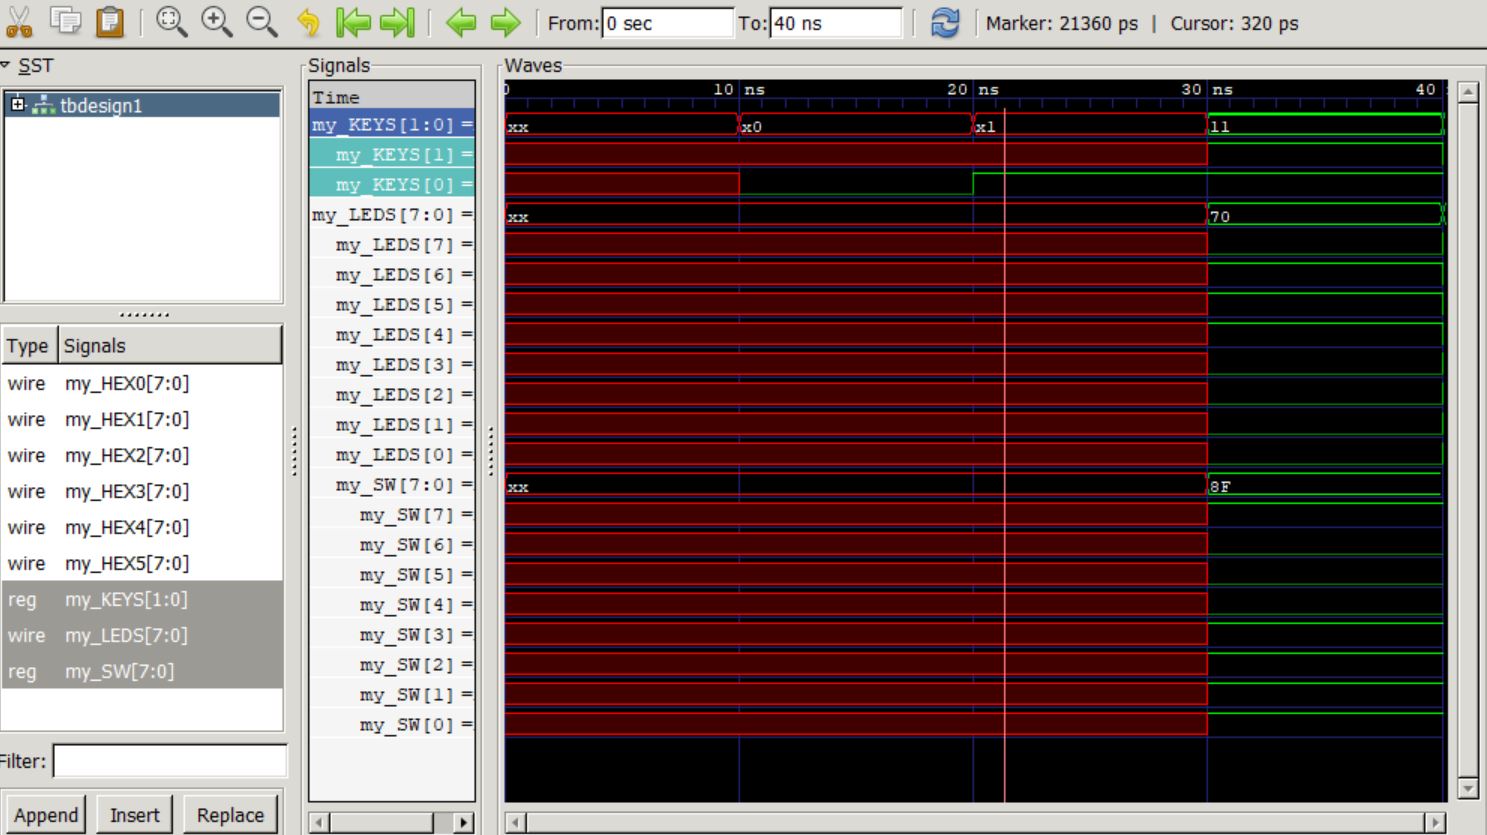 From: 0 sec To: 40 ns Marker: 21360 ps | Cursor: 320 ps
SST
tbdesign1
Type Signals
wire my_HEX0[7:0]
wire my_HEX1[7:0]
wire my_HEX2[7:0]
wire my_HEX3[7:0]
wire my_HEX4[7:0]
wire my_HEX5[7:0]
reg my_KEYS[1:0]
wire my_LEDS[7:0]
reg my_SW[7:0]
Filter:
Append Insert Replace
Signals
Time
my_KEYS[1:0] =
my_KEYS[1] =
my_KEYS[0] =
my_LEDS[7:0] =
my_LEDS[7] =
my_LEDS[6] =
my_LEDS[5] =
my_LEDS[4] =
my_LEDS[3] =
my_LEDS[2] =
my_LEDS[1] =
my_LEDS[0] =
my_SW[7:0] =
my_SW[7] =
my_SW[6] =
my_SW[5] =
my_SW[4] =
my_SW[3] =
my_SW[2] =
my_SW[1] =
my_SW[0] =
Waves
10 ns 20 ns 30 ns 40
xx x0 x1 11
xx 70
xx 8F